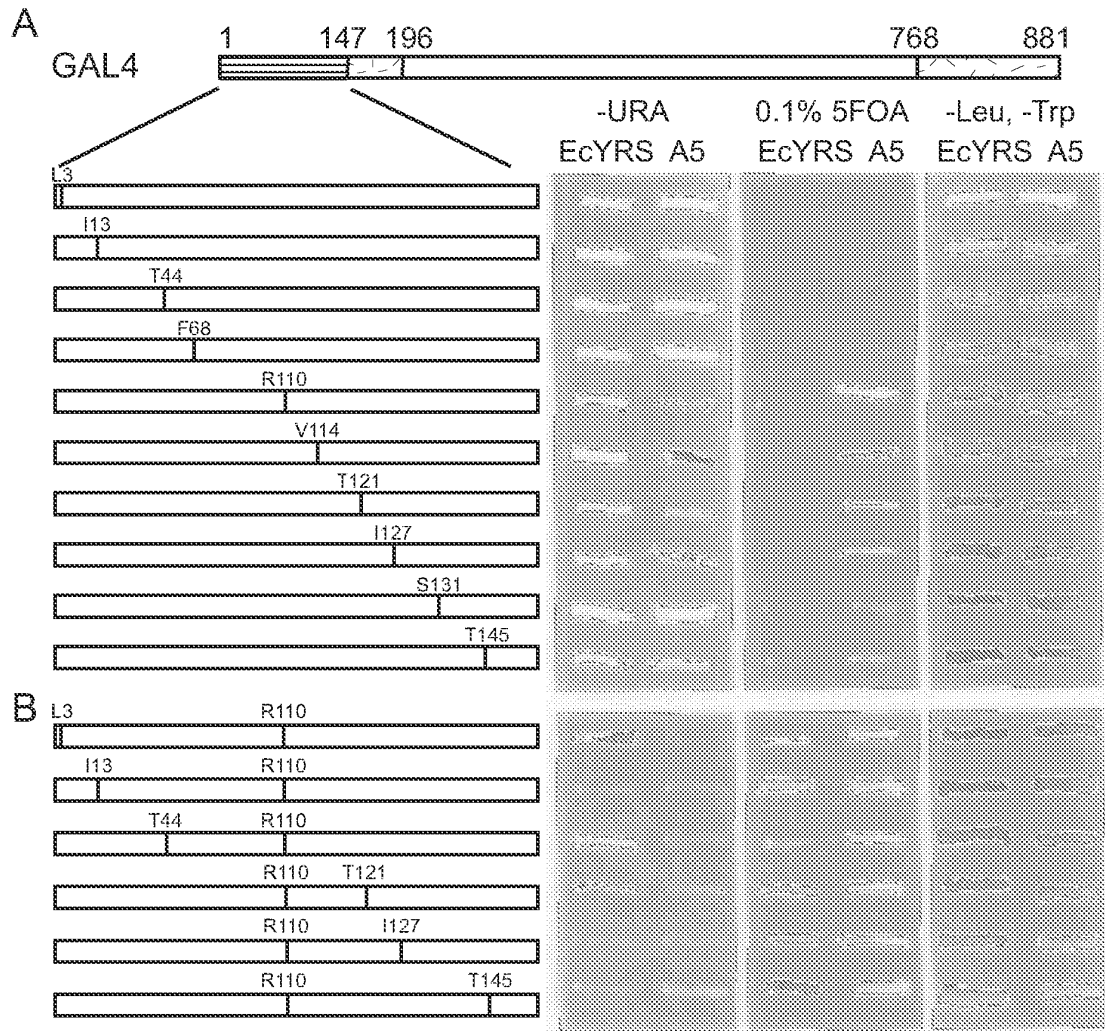 A
1 147 196 768 881
GAL4
-URA 0.1% 5FOA -Leu, -Trp
EcYRS A5 EcYRS A5 EcYRS A5
L3
I13
T44
F68
R110
V114
T121
I127
S131
T145
B
L3 R110
I13 R110
T44 R110
R110 T121
R110 I127
R110 T145